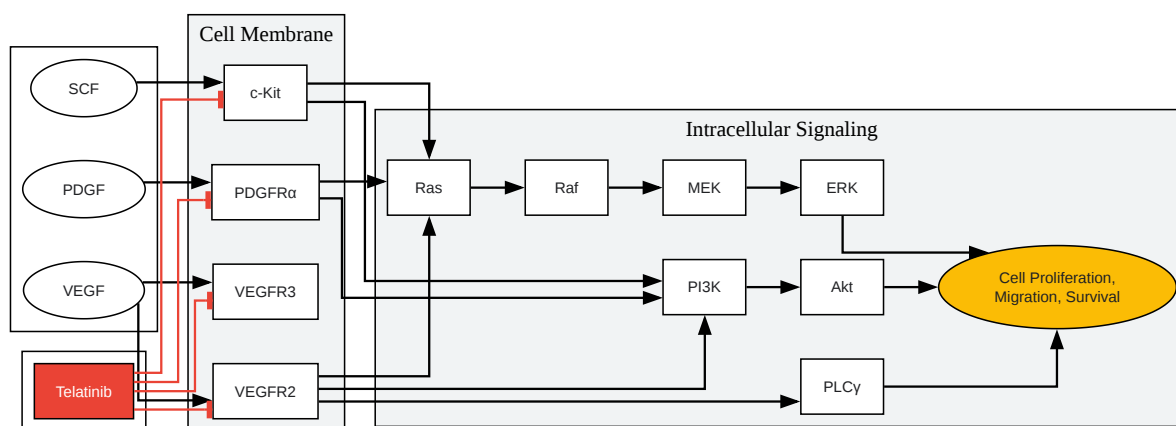 Cell Membrane
SCF
c-Kit
Intracellular Signaling
PDGF
PDGFRα
Ras
Raf
MEK
ERK
VEGF
VEGFR3
PI3K
Akt
Cell Proliferation,
Migration, Survival
Telatinib
VEGFR2
PLCγ